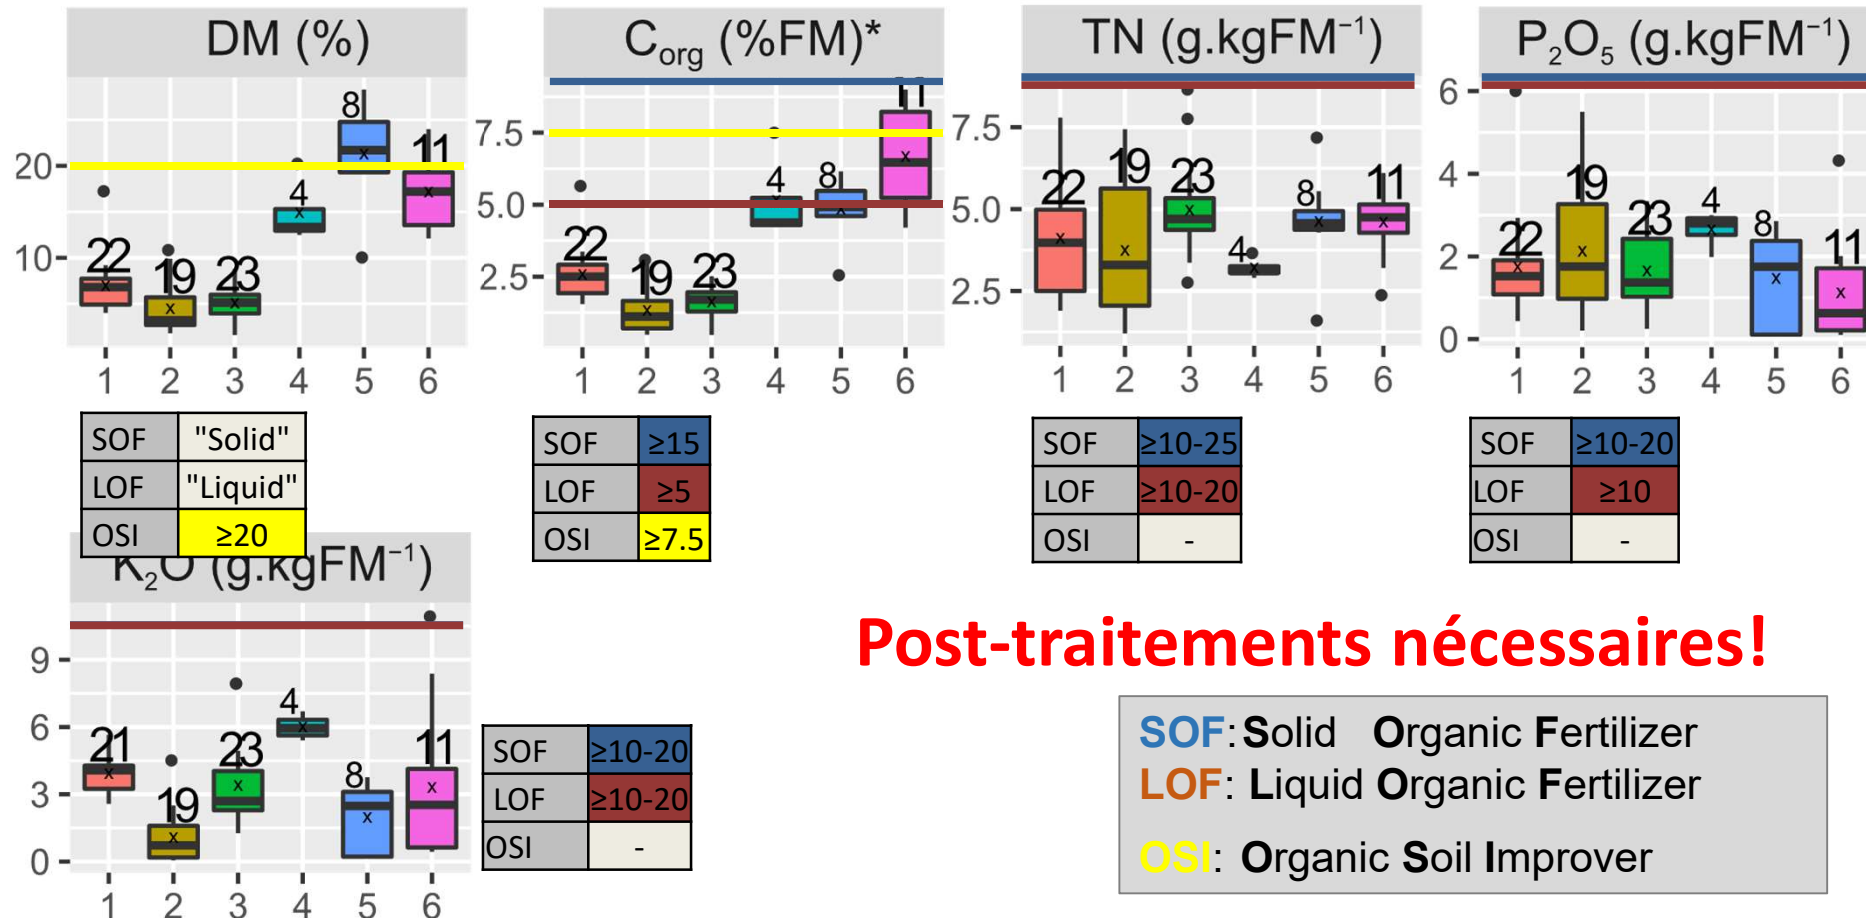 DM (%)
20
10
22
19
23
4
8
11
1 2 3 4 5 6
SOF "Solid"
LOF "Liquid"
OSI ≥20
Corg (%FM)*
7.5
5.0
2.5
22
19
23
4
8
11
1 2 3 4 5 6
SOF ≥15
LOF ≥5
OSI ≥7.5
TN (g.kgFM⁻¹)
7.5
5.0
2.5
22
19
23
4
8
11
1 2 3 4 5 6
SOF ≥10-25
LOF ≥10-20
OSI -
P₂O₅ (g.kgFM⁻¹)
6
4
2
0
22
19
23
4
8
11
1 2 3 4 5 6
SOF ≥10-20
LOF ≥10
OSI -
K₂O (g.kgFM⁻¹)
9
6
3
0
21
19
23
4
8
11
1 2 3 4 5 6
SOF ≥10-20
LOF ≥10-20
OSI -
Post-traitements nécessaires!
SOF: Solid Organic Fertilizer
LOF: Liquid Organic Fertilizer
OSI: Organic Soil Improver